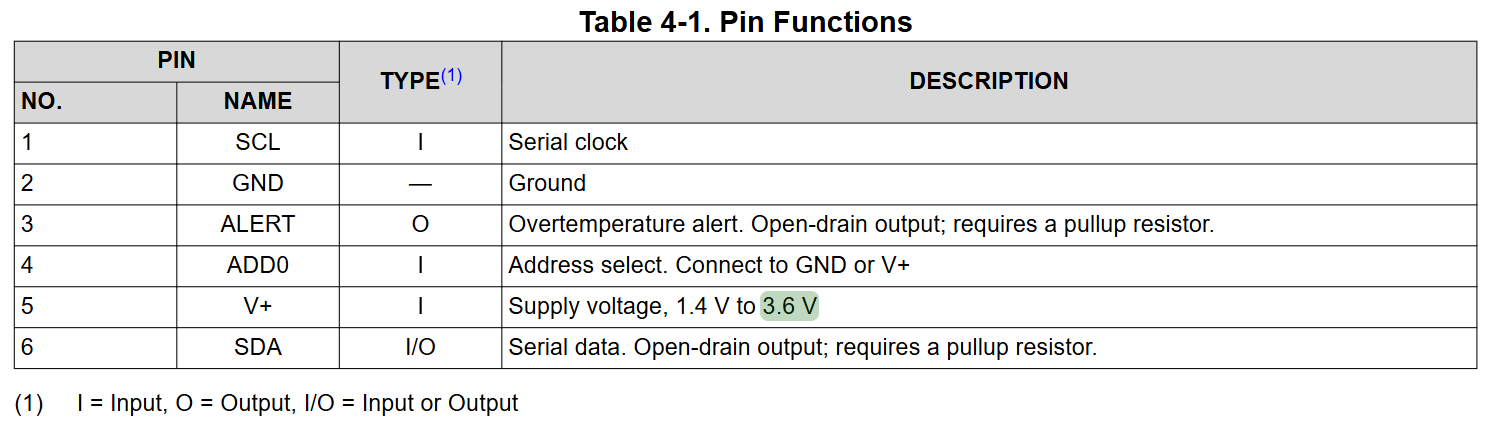 Table 4-1. Pin Functions
PIN TYPE(1) DESCRIPTION
NO. NAME
1 SCL I Serial clock
2 GND — Ground
3 ALERT O Overtemperature alert. Open-drain output; requires a pullup resistor.
4 ADD0 I Address select. Connect to GND or V+
5 V+ I Supply voltage, 1.4 V to 3.6 V
6 SDA I/O Serial data. Open-drain output; requires a pullup resistor.
(1) I = Input, O = Output, I/O = Input or Output